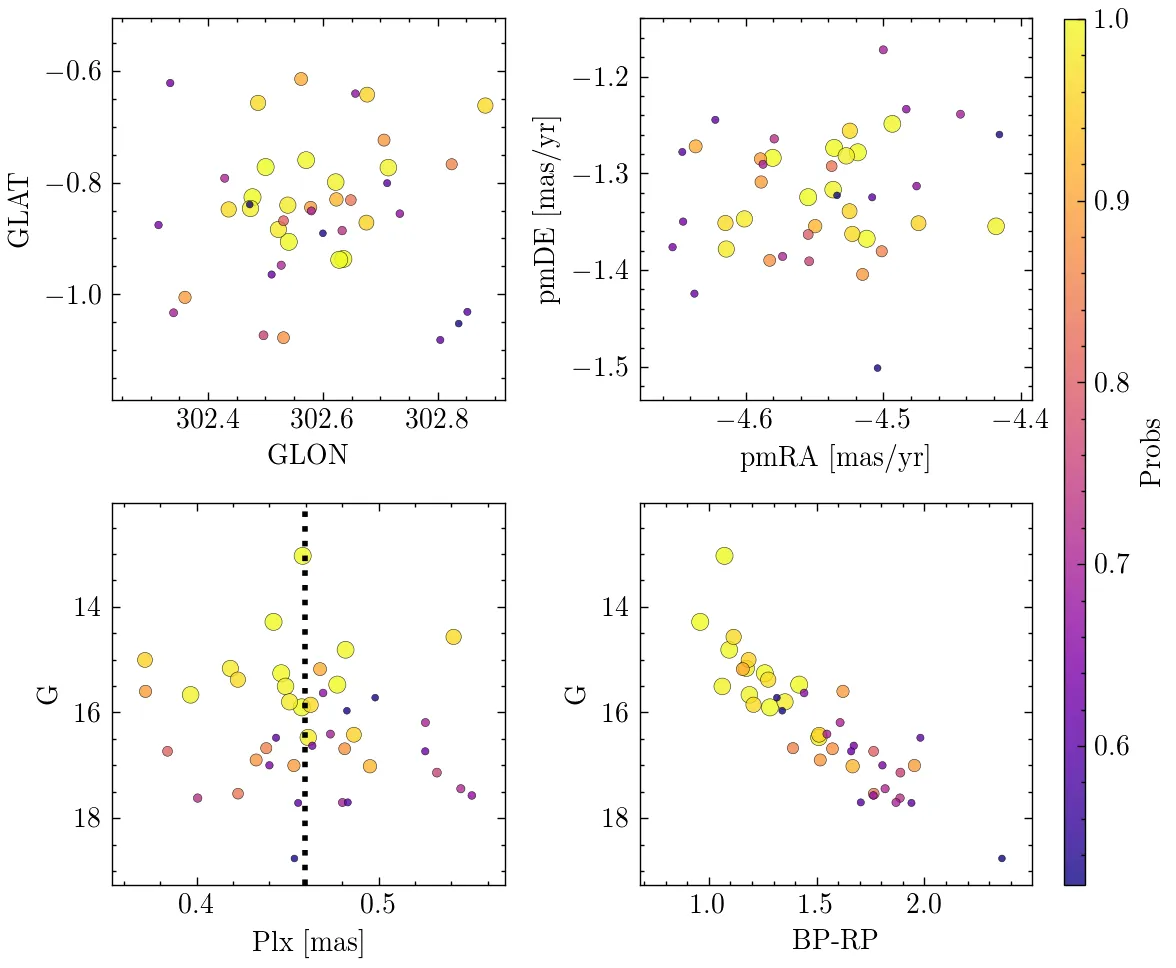 −0.6
−0.8
−1.0
GLAT
302.4 302.6 302.8
GLON
−1.2
−1.3
−1.4
−1.5
pmDE [mas/yr]
−4.6 −4.5 −4.4
pmRA [mas/yr]
14
16
18
G
0.4 0.5
Plx [mas]
14
16
18
G
1.0 1.5 2.0
BP-RP
1.0
0.9
0.8
0.7
0.6
Probs